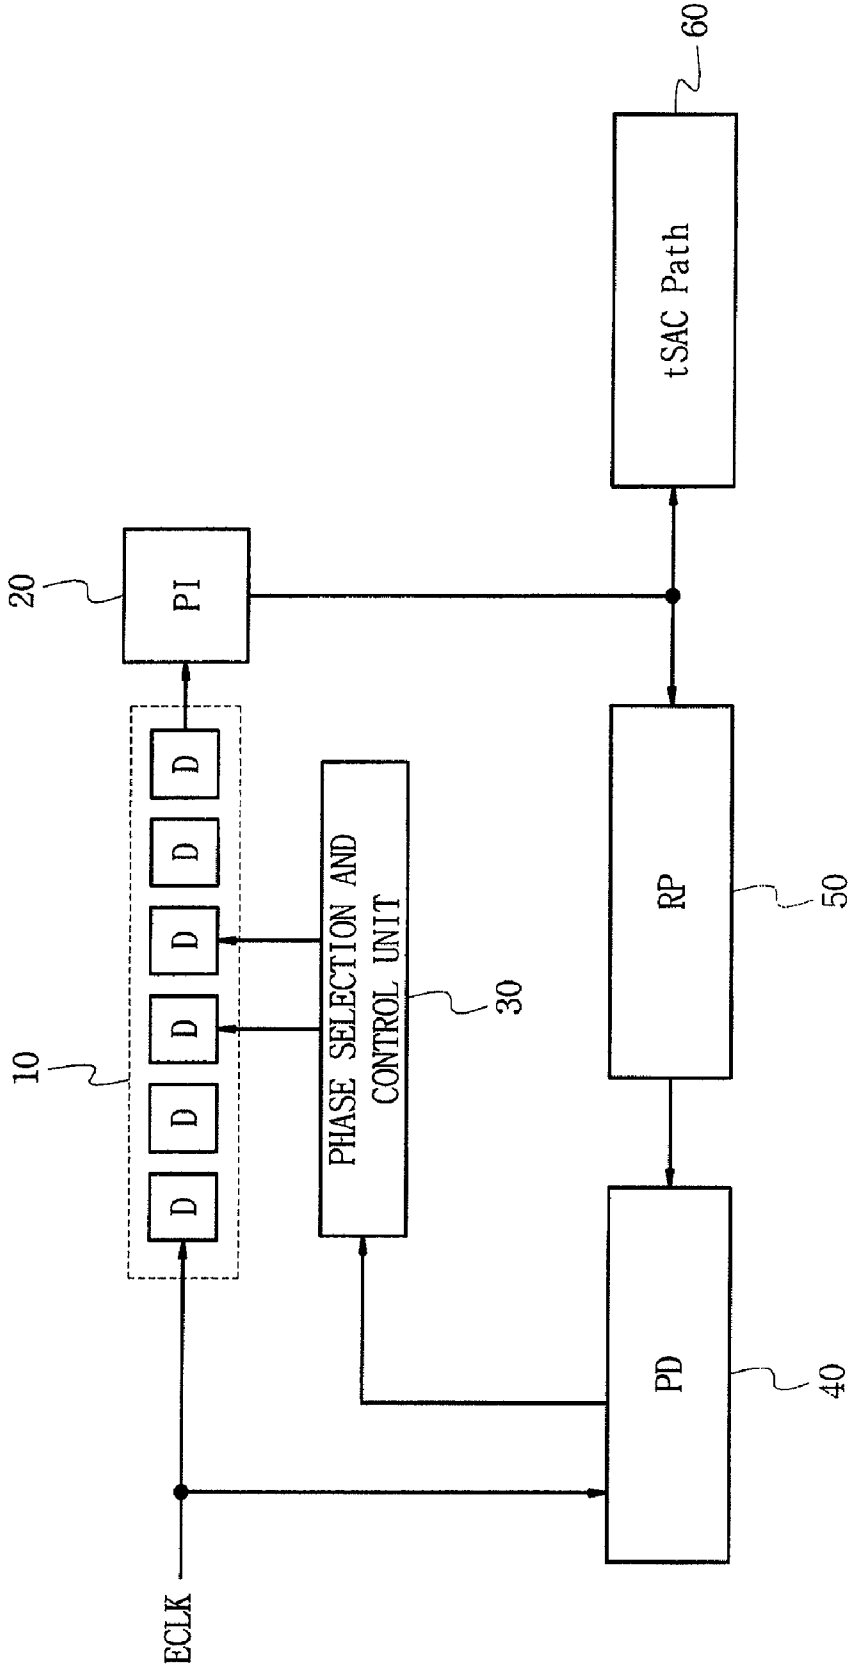 10
20
D D D D D D
PI
ECLK
PHASE SELECTION AND
CONTROL UNIT
30
60
PD
RP
tSAC Path
40
50